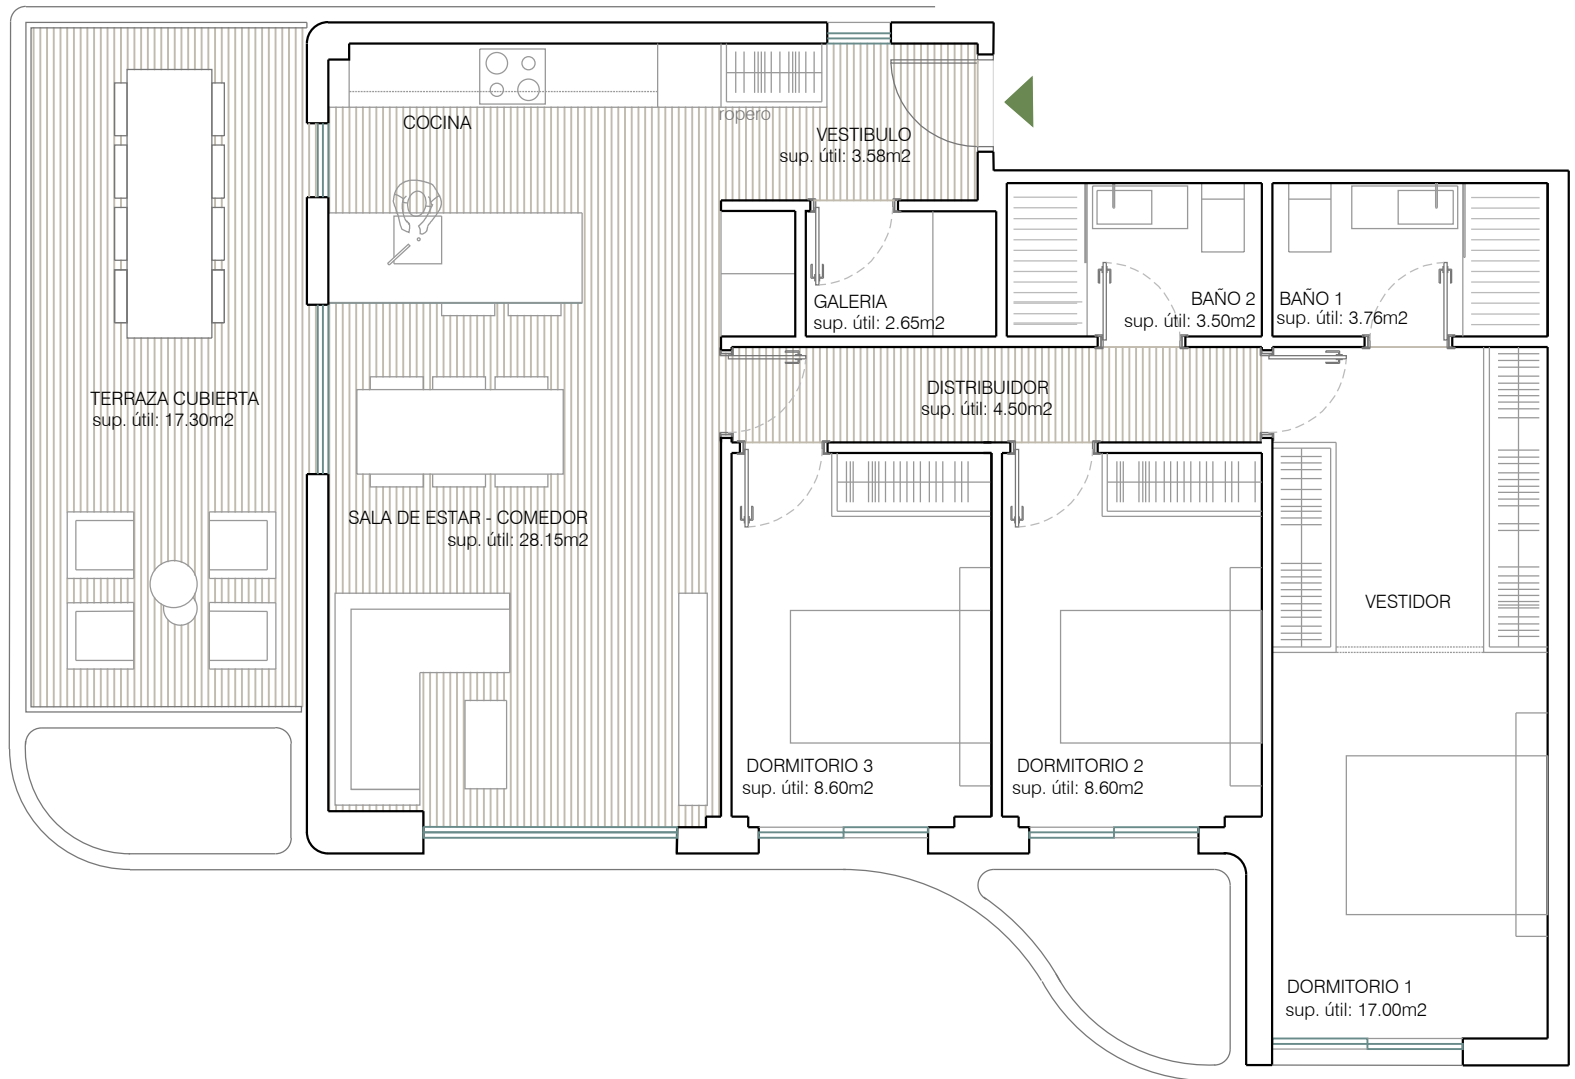 COCINA
ropero
VESTIBULO
sup. útil: 3.58m2
GALERIA
sup. útil: 2.65m2
BAÑO 2
sup. útil: 3.50m2
BAÑO 1
sup. útil: 3.76m2
TERRAZA CUBIERTA
sup. útil: 17.30m2
DISTRIBUIDOR
sup. útil: 4.50m2
SALA DE ESTAR - COMEDOR
sup. útil: 28.15m2
VESTIDOR
DORMITORIO 3
sup. útil: 8.60m2
DORMITORIO 2
sup. útil: 8.60m2
DORMITORIO 1
sup. útil: 17.00m2